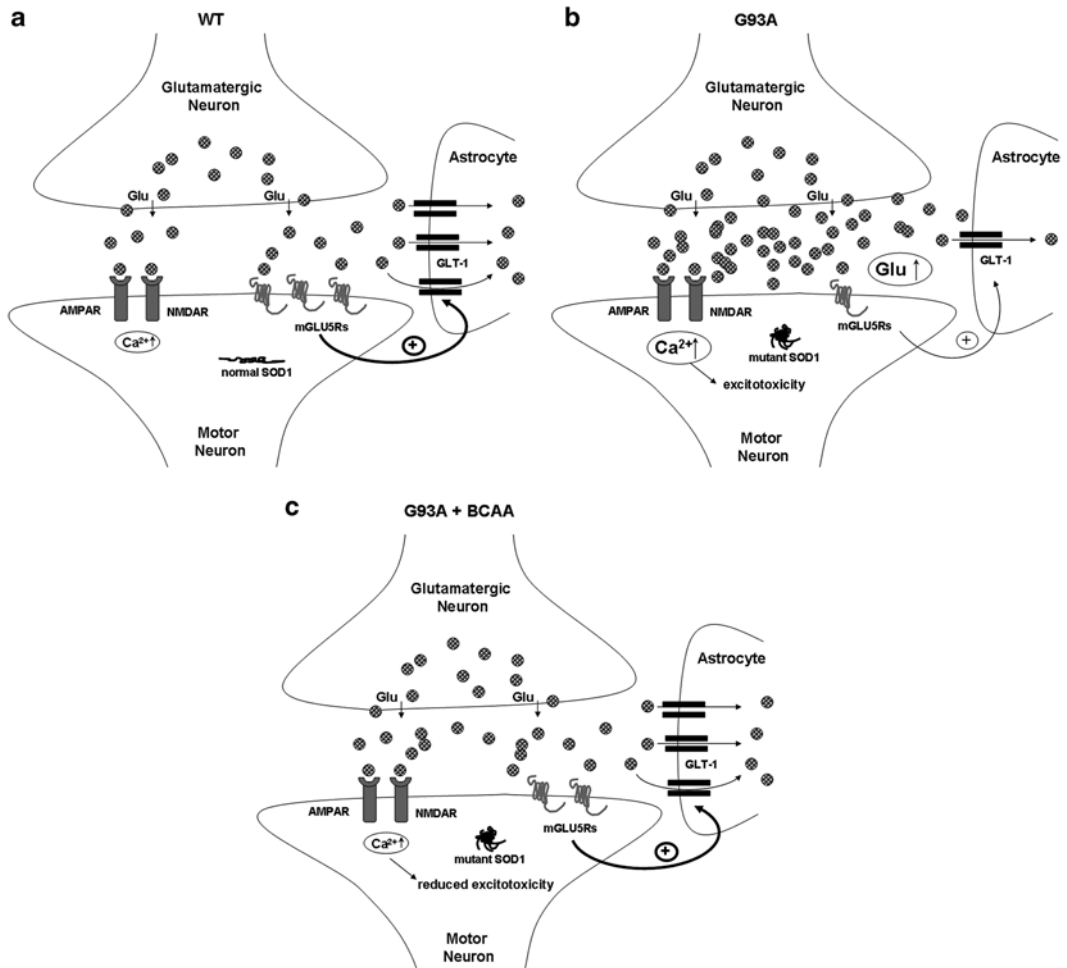 a
WT
Glutamatergic
Neuron
Astrocyte
Glu
Glu
GLT-1
AMPAR
NMDAR
mGLU5Rs
Ca²⁺↑
+
normal SOD1
Motor
Neuron
b
G93A
Glutamatergic
Neuron
Astrocyte
Glu
Glu
Glu ↑
GLT-1
AMPAR
NMDAR
mGLU5Rs
Ca²⁺↑
+
mutant SOD1
excitotoxicity
Motor
Neuron
c
G93A + BCAA
Glutamatergic
Neuron
Astrocyte
Glu
Glu
GLT-1
AMPAR
NMDAR
mGLU5Rs
Ca²⁺↑
+
mutant SOD1
reduced excitotoxicity
Motor
Neuron